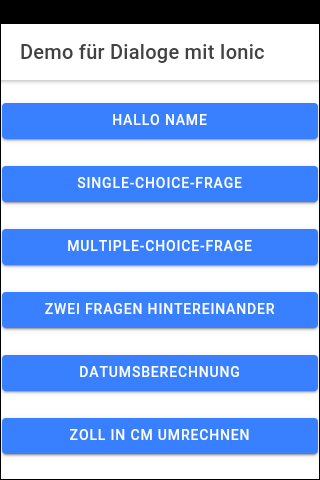 Demo für Dialoge mit Ionic
HALLO NAME
SINGLE-CHOICE-FRAGE
MULTIPLE-CHOICE-FRAGE
ZWEI FRAGEN HINTEREINANDER
DATUMSBERECHNUNG
ZOLL IN CM UMRECHNEN